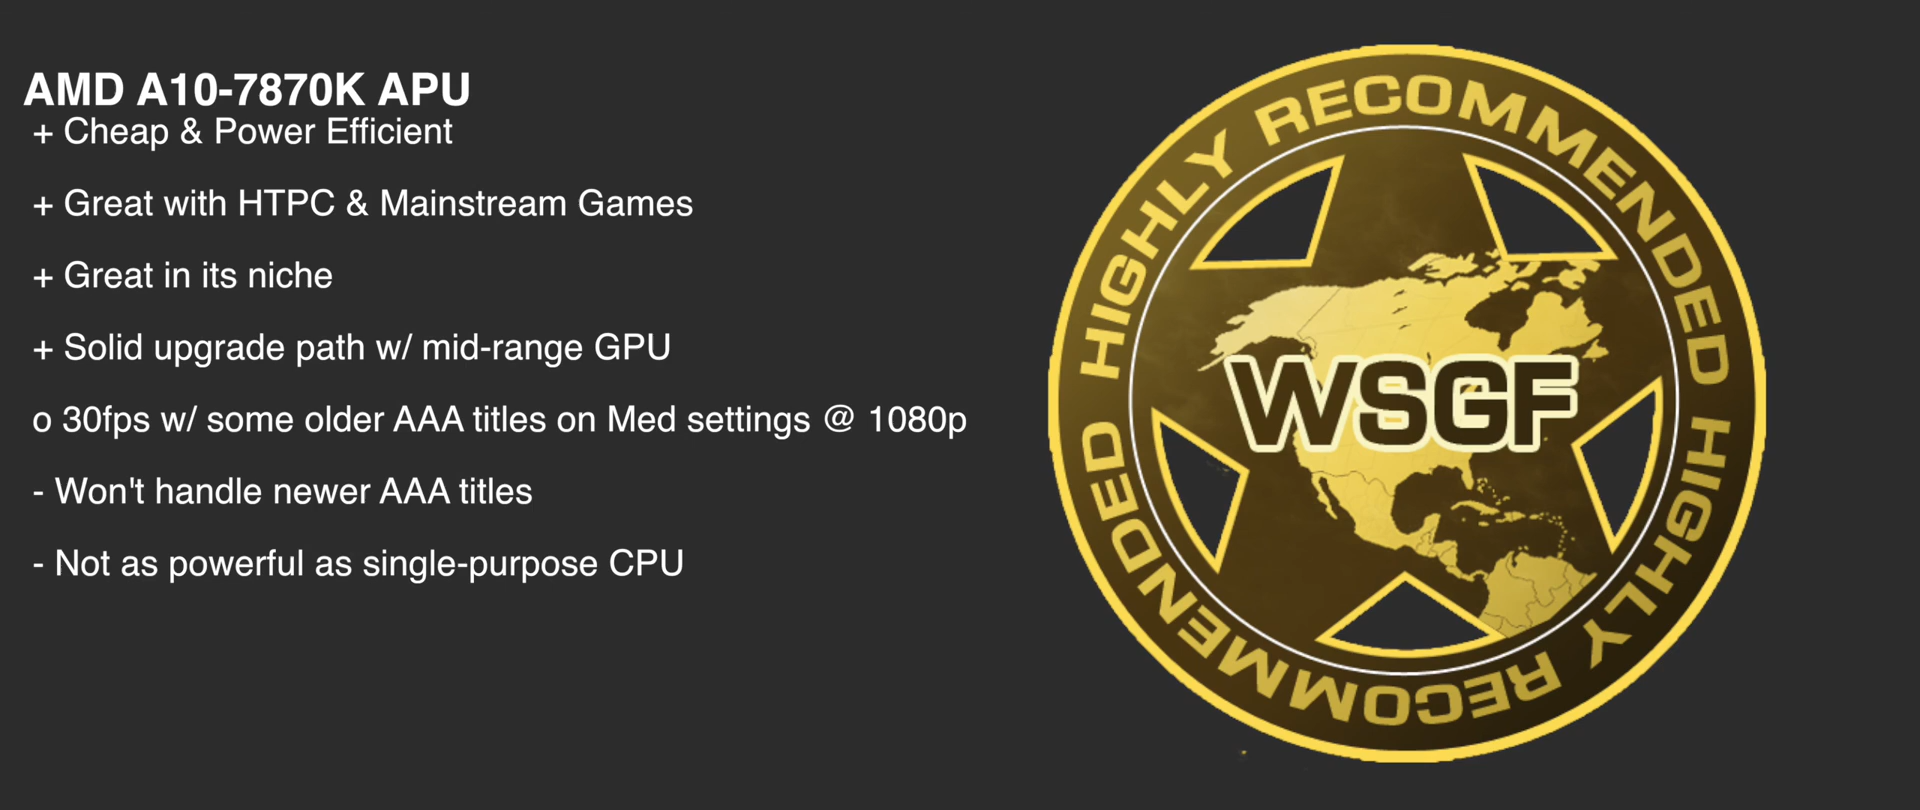 AMD A10-7870K APU
+ Cheap & Power Efficient
+ Great with HTPC & Mainstream Games
+ Great in its niche
+ Solid upgrade path w/ mid-range GPU
o 30fps w/ some older AAA titles on Med settings @ 1080p
- Won't handle newer AAA titles
- Not as powerful as single-purpose CPU
HIGHLY RECOMMENDED
WSGF
HIGHLY RECOMMENDED